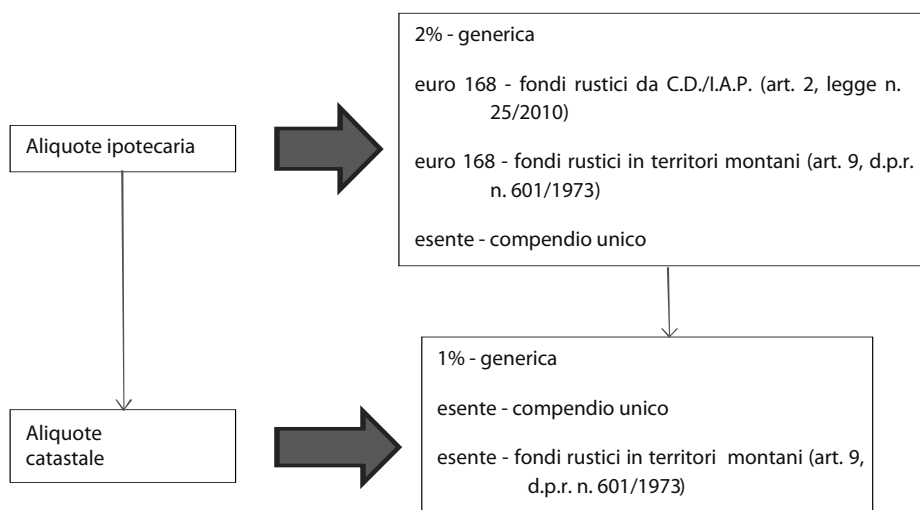 Aliquote ipotecaria
2% - generica
euro 168 - fondi rustici da C.D./I.A.P. (art. 2, legge n.
25/2010)
euro 168 - fondi rustici in territori montani (art. 9, d.p.r.
n. 601/1973)
esente - compendio unico
Aliquote
catastale
1% - generica
esente - compendio unico
esente - fondi rustici in territori montani (art. 9,
d.p.r. n. 601/1973)